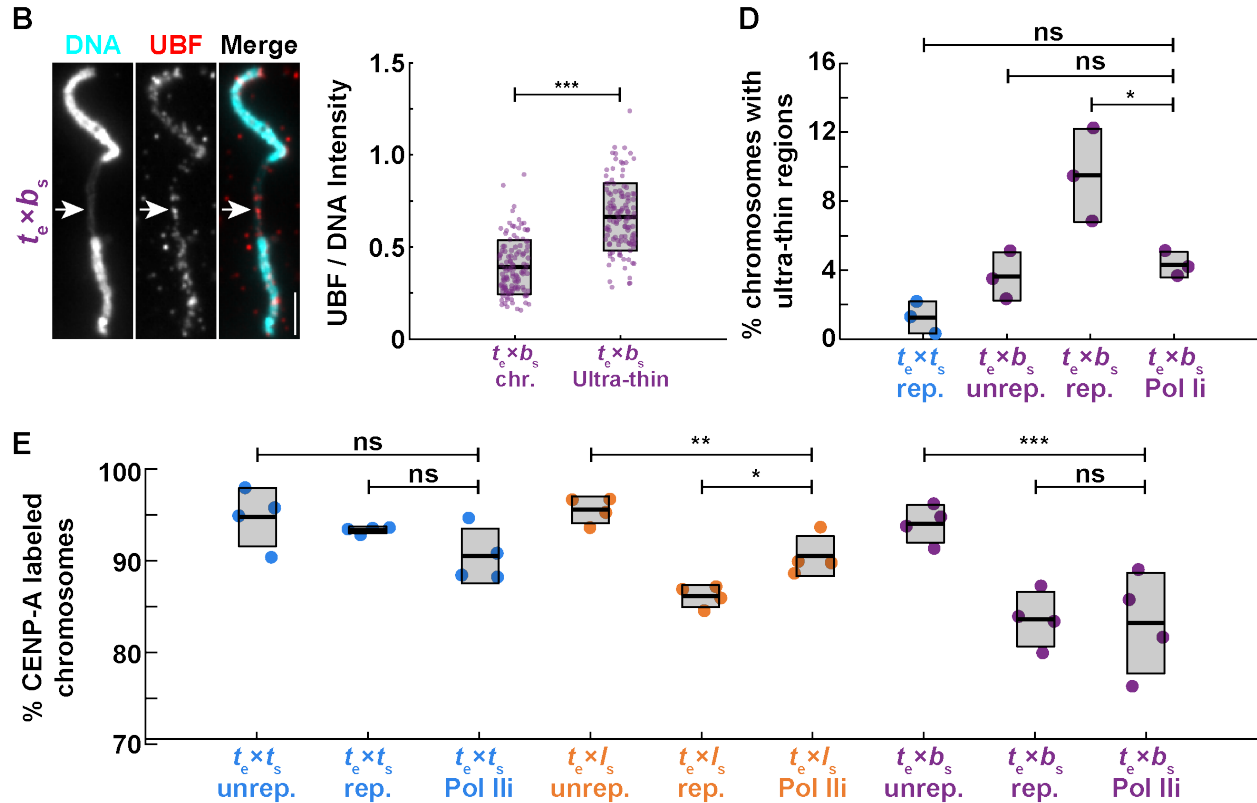 B
DNA UBF Merge
te×bs
UBF / DNA Intensity
1.5
1.0
0.5
0
***
te×bs te×bs
chr. Ultra-thin
D
% chromosomes with
ultra-thin regions
16
12
8
4
0
ns
ns
*
te×ts te×bs te×bs te×bs
rep. unrep. rep. Pol Ii
E
% CENP-A labeled
chromosomes
100
90
80
70
ns ** ***
ns * ns
te×ts te×ts te×ts te×ls te×ls te×ls te×bs te×bs te×bs
unrep. rep. Pol IIi unrep. rep. Pol IIi unrep. rep. Pol IIi